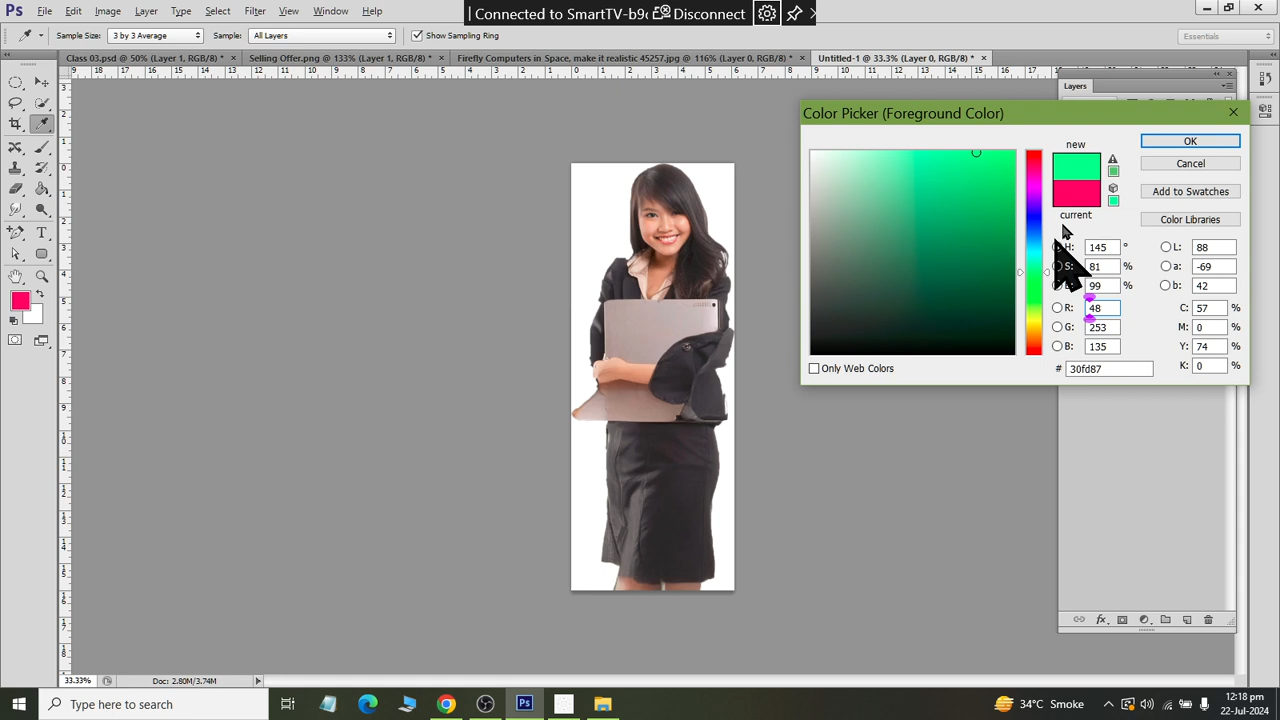 Ps File Edit Image Layer Type Select Filter View Window Help
Connected to SmartTV-b9c Disconnect
Sample Size: 3 by 3 Average Sample: All Layers Show Sampling Ring Essentials
Class 03.psd @ 50% (Layer 1, RGB/8) * × Selling Offer.png @ 133% (Layer 1, RGB/8) * × Firefly Computers in Space, make it realistic 45257.jpg @ 116% (Layer 0, RGB/8) * × Untitled-1 @ 33.3% (Layer 0, RGB/8) * ×
Layers
Color Picker (Foreground Color)
new
OK
Cancel
Add to Swatches
current
Color Libraries
H: 145 ° L: 88
S: 81 % a: -69
99 % b: 42
R: 48 C: 57 %
G: 253 M: 0 %
B: 135 Y: 74 %
Only Web Colors # 30fd87 K: 0 %
33.33% Doc: 2.80M/3.74M
Type here to search
Ps
34°C Smoke
12:18 pm
22-Jul-2024